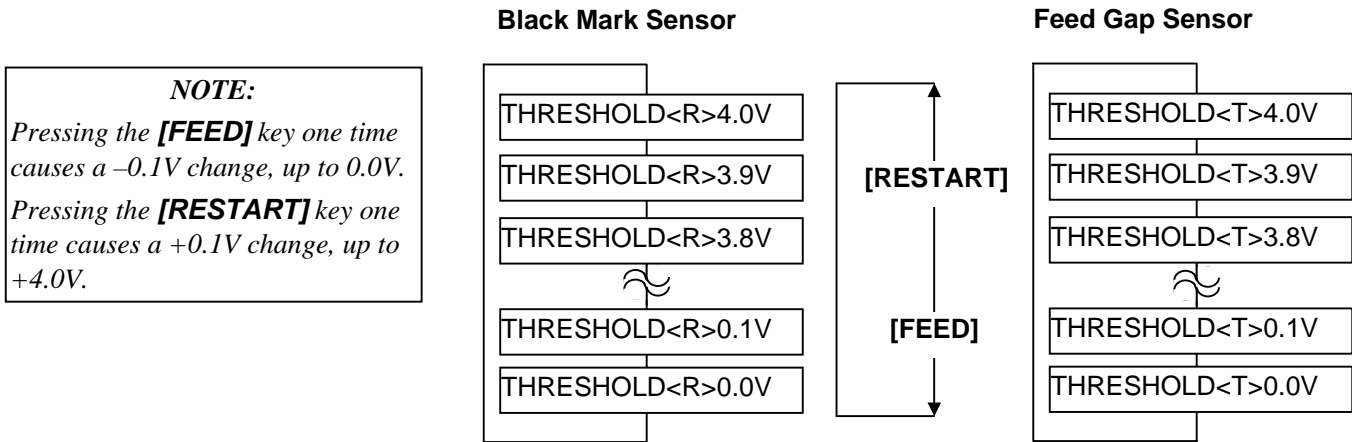 Black Mark Sensor
Feed Gap Sensor
NOTE:
Pressing the [FEED] key one time
causes a –0.1V change, up to 0.0V.
Pressing the [RESTART] key one
time causes a +0.1V change, up to
+4.0V.
THRESHOLD<R>4.0V
THRESHOLD<R>3.9V
THRESHOLD<R>3.8V
THRESHOLD<R>0.1V
THRESHOLD<R>0.0V
[RESTART]
[FEED]
THRESHOLD<T>4.0V
THRESHOLD<T>3.9V
THRESHOLD<T>3.8V
THRESHOLD<T>0.1V
THRESHOLD<T>0.0V